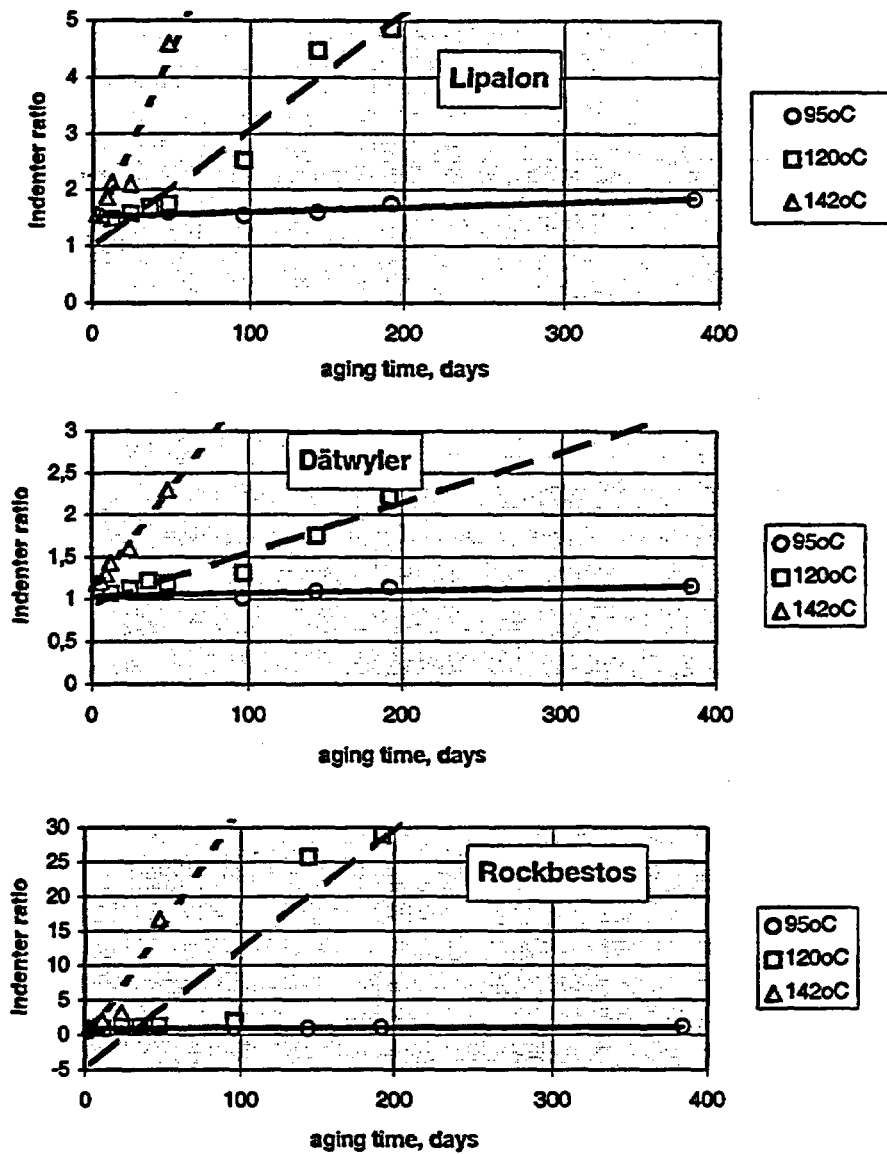 5
4
3
2
1
0
Indenter ratio
Lipalon
0 100 200 300 400
aging time, days
95oC
120oC
142oC
3
2,5
2
1,5
1
0,5
0
Indenter ratio
Dätwyler
0 100 200 300 400
aging time, days
95oC
120oC
142oC
30
25
20
15
10
5
0
-5
Indenter ratio
Rockbestos
0 100 200 300 400
aging time, days
95oC
120oC
142oC